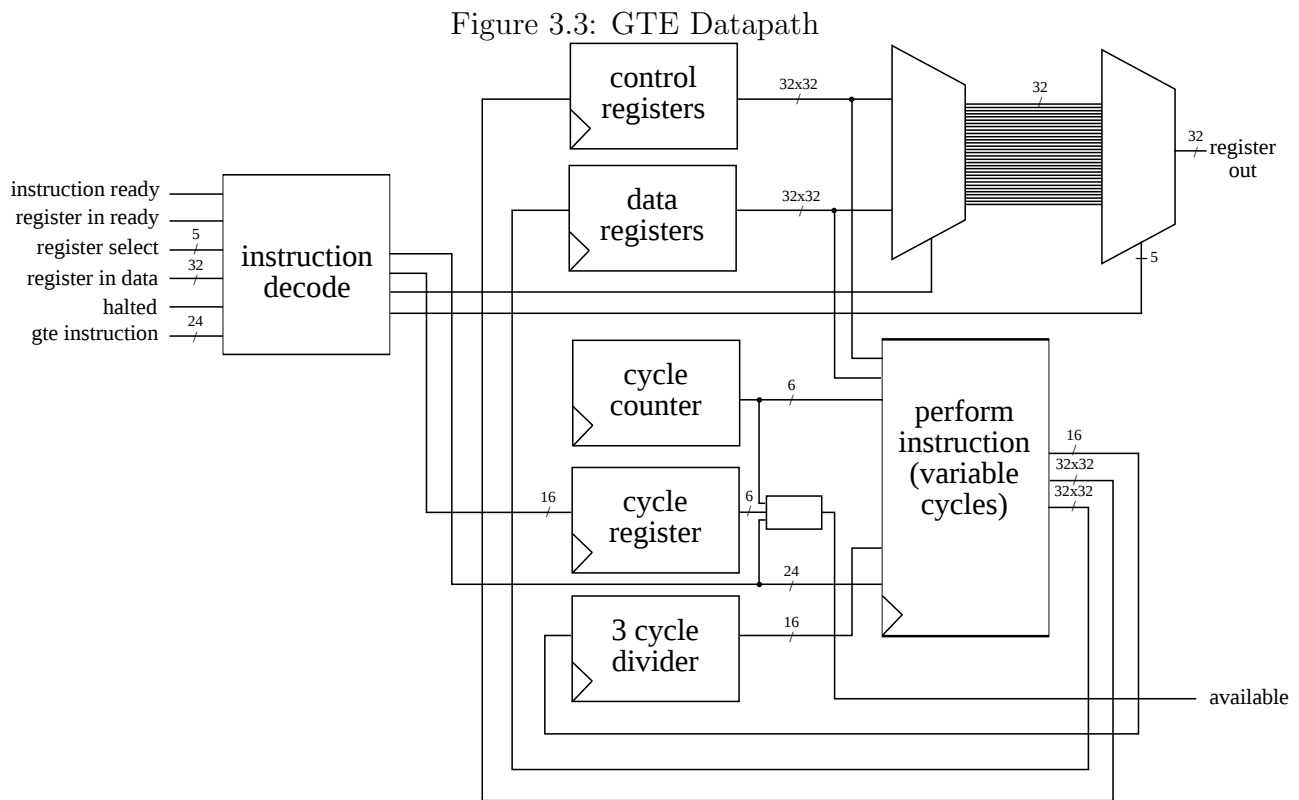 Figure 3.3: GTE Datapath
control
registers
32x32
32
32
register
out
data
registers
32x32
5
instruction ready
register in ready
register select
5
register in data
32
halted
gte instruction
24
instruction
decode
cycle
counter
6
perform
instruction
(variable
cycles)
16
32x32
32x32
16
cycle
register
6
24
3 cycle
divider
16
available